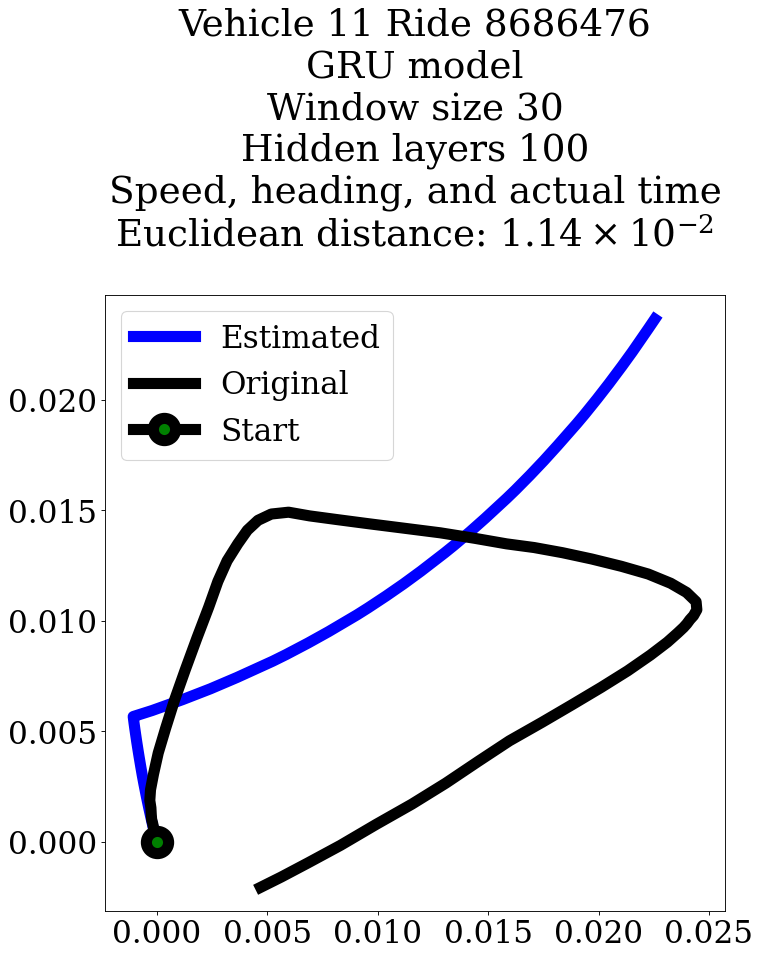 Vehicle 11 Ride 8686476
GRU model
Window size 30
Hidden layers 100
Speed, heading, and actual time
Euclidean distance: 1.14 × 10⁻²
Estimated
Original
Start
0.020
0.015
0.010
0.005
0.000
0.000 0.005 0.010 0.015 0.020 0.025